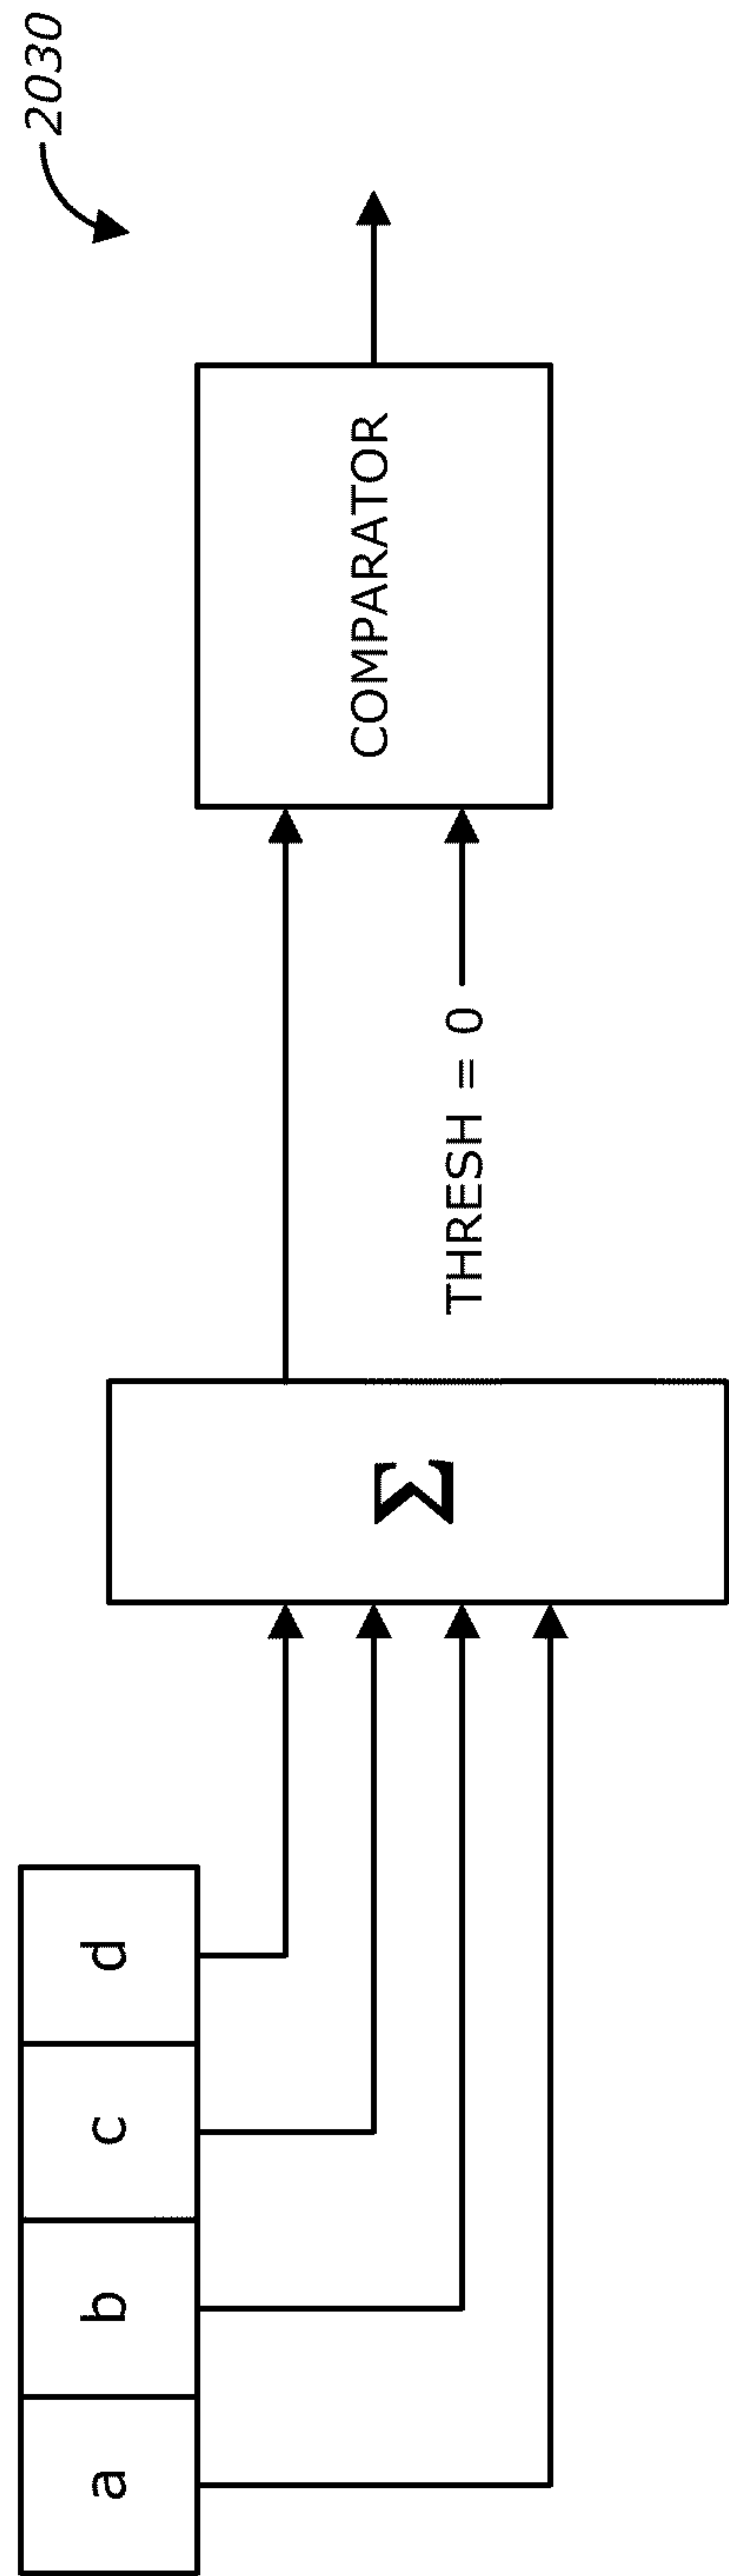 2030
a b c d
Σ
THRESH = 0
COMPARATOR